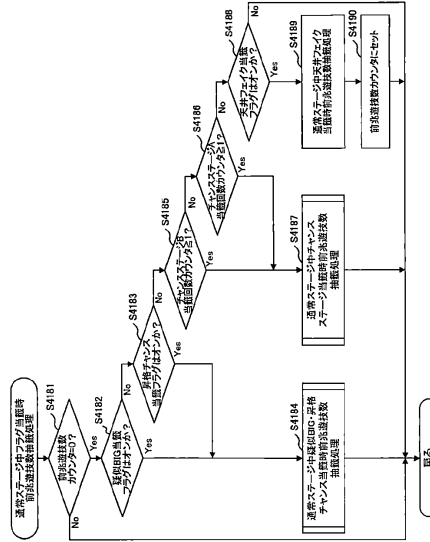 通常ステージ中フラグ当籤時
前兆遊技数抽籤処理
S4181
前兆遊技数
カウンタ=0?
No
Yes
S4182
疑似BIG当籤
フラグはオンか?
No
Yes
S4183
昇格チャンス
当籤フラグはオンか?
No
Yes
S4184
通常ステージ中疑似BIG・昇格
チャンス当籤時前兆遊技数
抽籤処理
S4185
チャンスステージB
当籤回数カウンタ≧1?
No
Yes
S4186
チャンスステージA
当籤回数カウンタ≧1?
No
Yes
S4187
通常ステージ中チャンス
ステージ当籤時前兆遊技数
抽籤処理
S4188
天井フェイク当籤
フラグはオンか?
No
Yes
S4189
通常ステージ中天井フェイク
当籤時前兆遊技数抽籤処理
S4190
前兆遊技数カウンタにセット
戻る